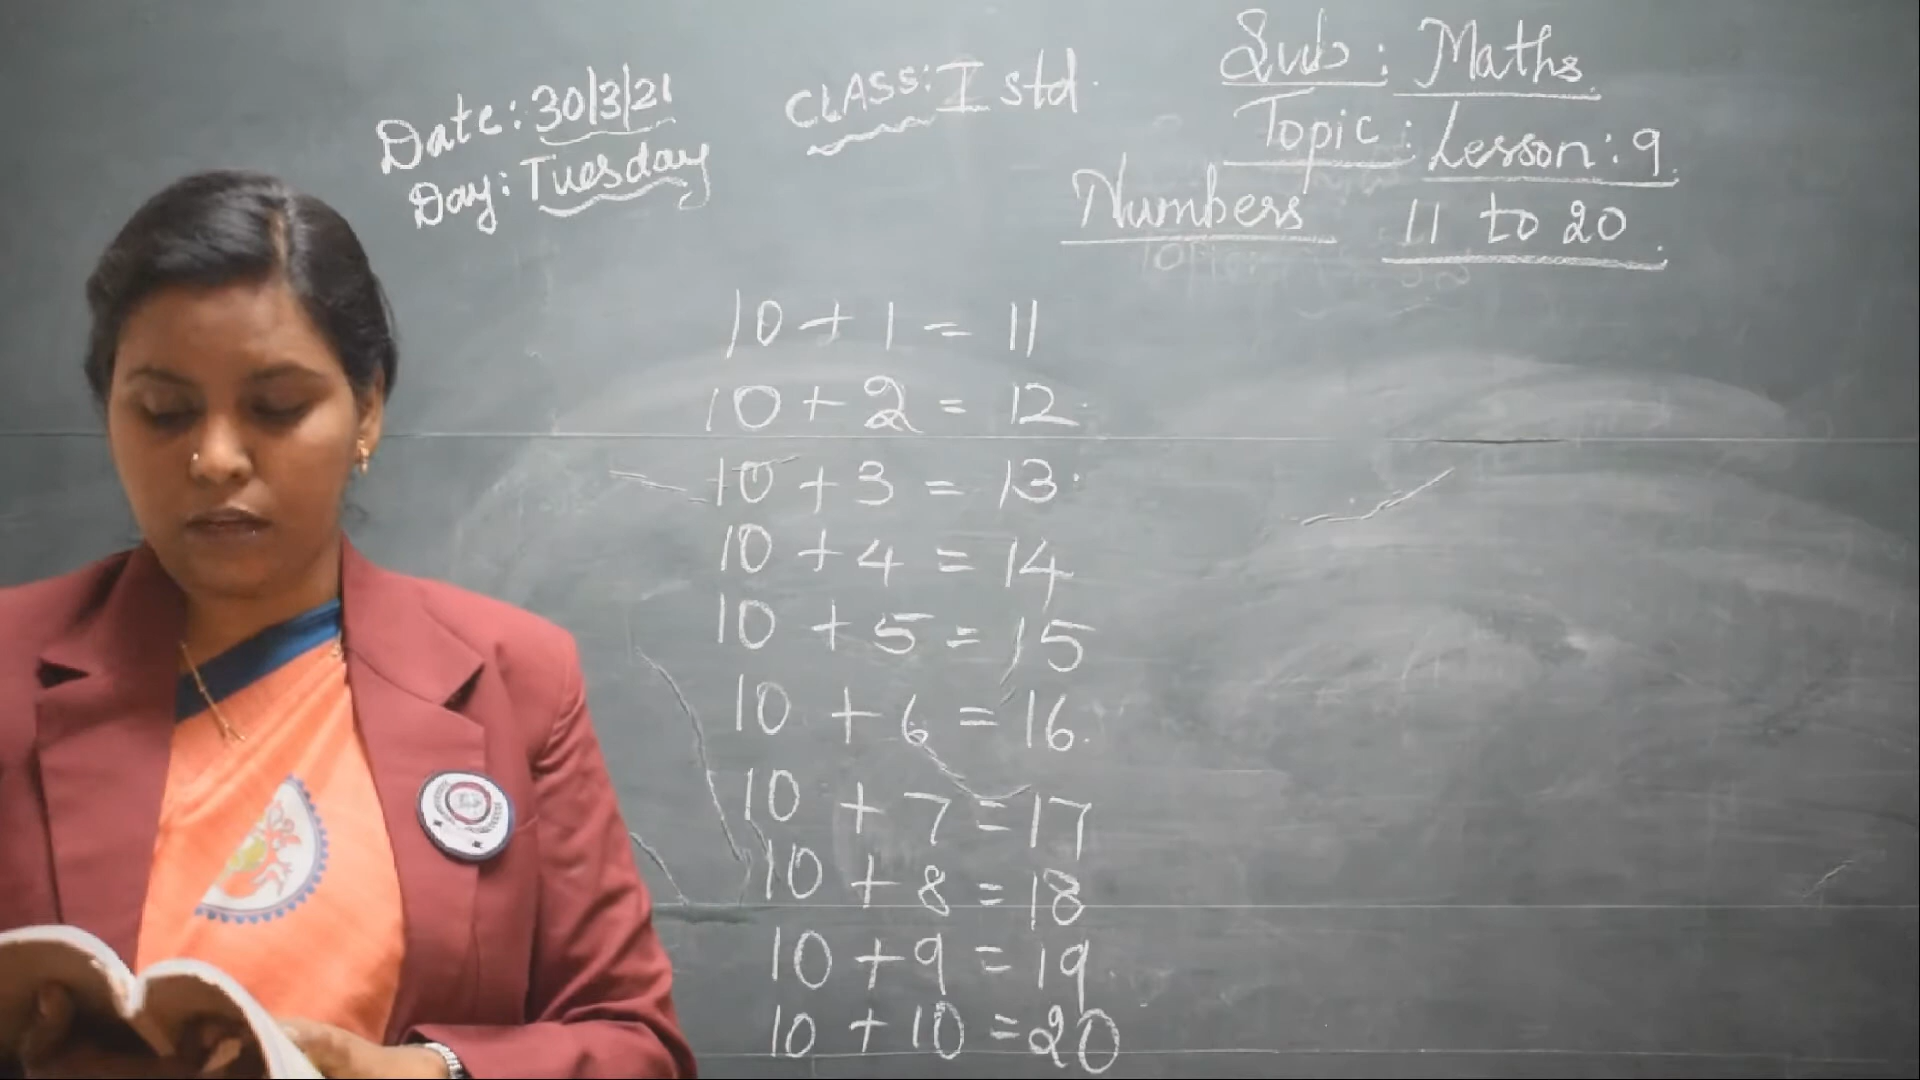 Date: 30/3/21
Day: Tuesday
CLASS: I std.
Sub: Maths
Topic: Lesson: 9.
Numbers 11 to 20.
10 + 1 = 11
10 + 2 = 12.
10 + 3 = 13.
10 + 4 = 14
10 + 5 = 15
10 + 6 = 16.
10 + 7 = 17
10 + 8 = 18
10 + 9 = 19
10 + 10 = 20